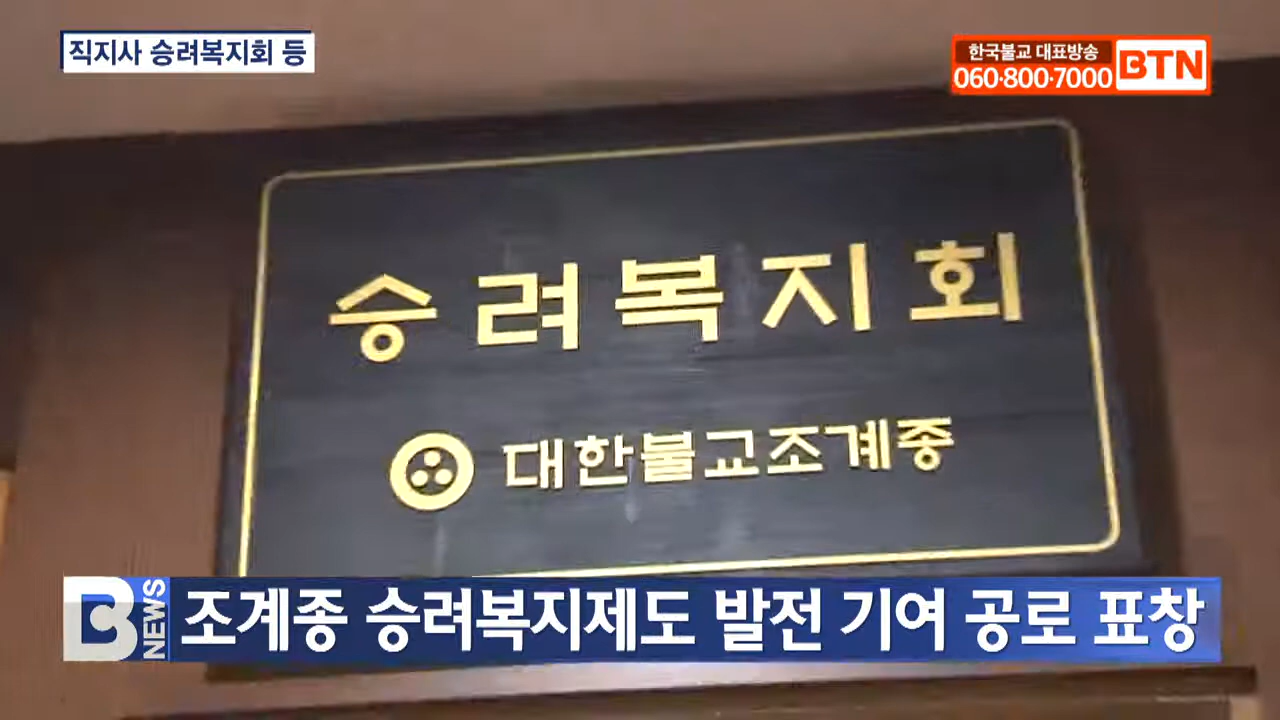 직지사 승려복지회 등
한국불교 대표방송
060·800·7000
BTN
승려복지회
대한불교조계종
B NEWS
조계종 승려복지제도 발전 기여 공로 표창